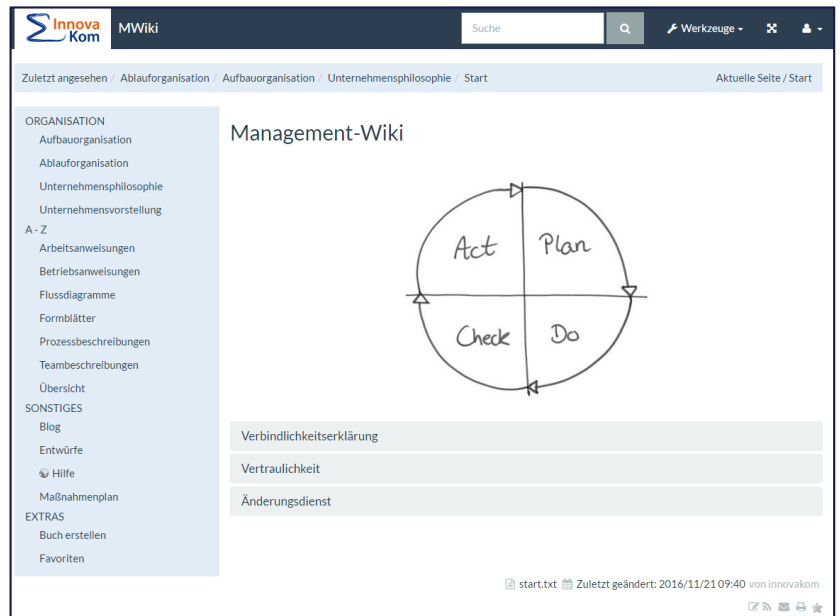 Innova
Kom
MWiki
Suche
Werkzeuge
Zuletzt angesehen / Ablauforganisation / Aufbauorganisation / Unternehmensphilosophie / Start
Aktuelle Seite / Start
ORGANISATION
Aufbauorganisation
Ablauforganisation
Unternehmensphilosophie
Unternehmensvorstellung
A - Z
Arbeitsanweisungen
Betriebsanweisungen
Flussdiagramme
Formblätter
Prozessbeschreibungen
Teambeschreibungen
Übersicht
SONSTIGES
Blog
Entwürfe
Hilfe
Maßnahmenplan
EXTRAS
Buch erstellen
Favoriten
Management-Wiki
Act
Plan
Check
Do
Verbindlichkeitserklärung
Vertraulichkeit
Änderungsdienst
start.txt Zuletzt geändert: 2016/11/21 09:40 von innovakom